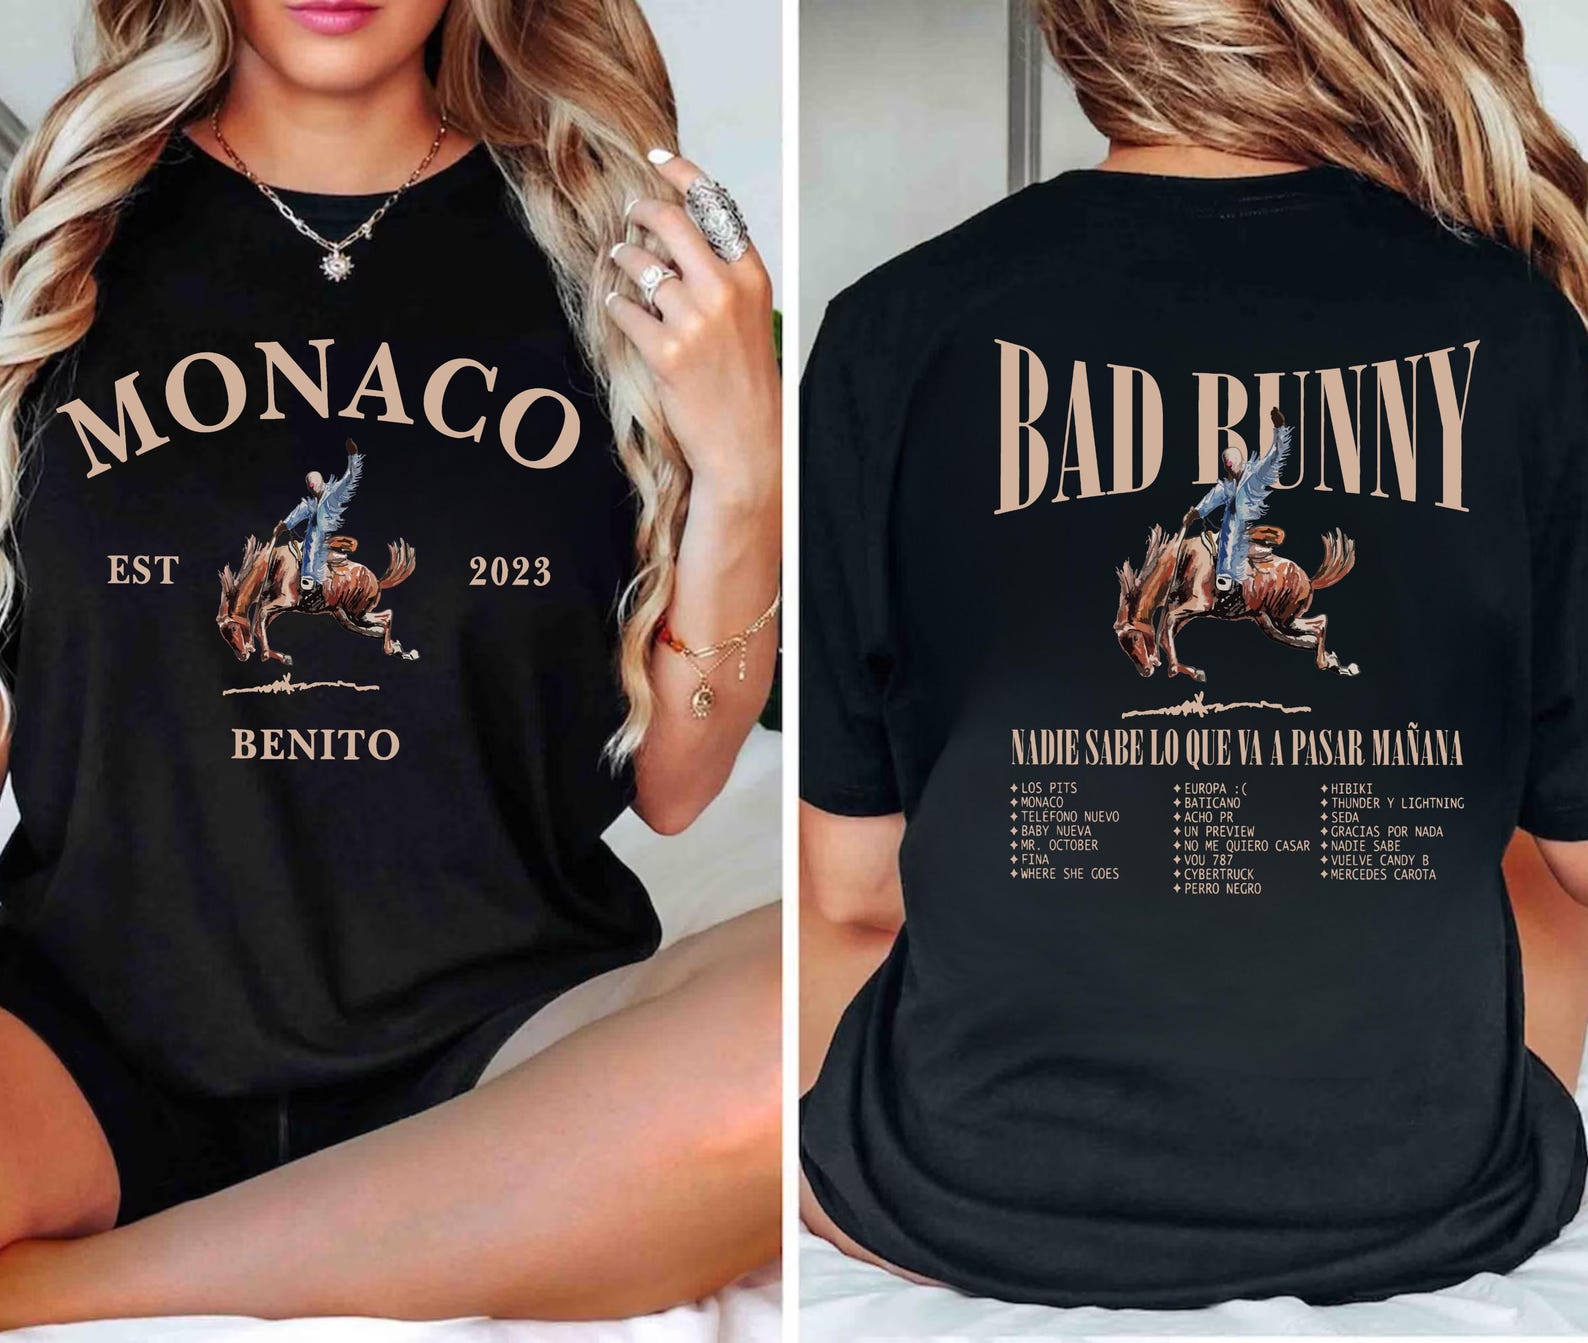 MONACO
EST 2023
BENITO
BAD BUNNY
NADIE SABE LO QUE VA A PASAR MAÑANA
LOS PITS
MONACO
TELÉFONO NUEVO
BABY NUEVA
MR. OCTOBER
FINA
WHERE SHE GOES
EUROPA :(
BATICANO
ACHO PR
UN PREVIEW
NO ME QUIERO CASAR
VOU 787
CYBERTRUCK
PERRO NEGRO
HIBIKI
THUNDER Y LIGHTNING
SEDA
GRACIAS POR NADA
NADIE SABE
VUELVE CANDY B
MERCEDES CAROTA